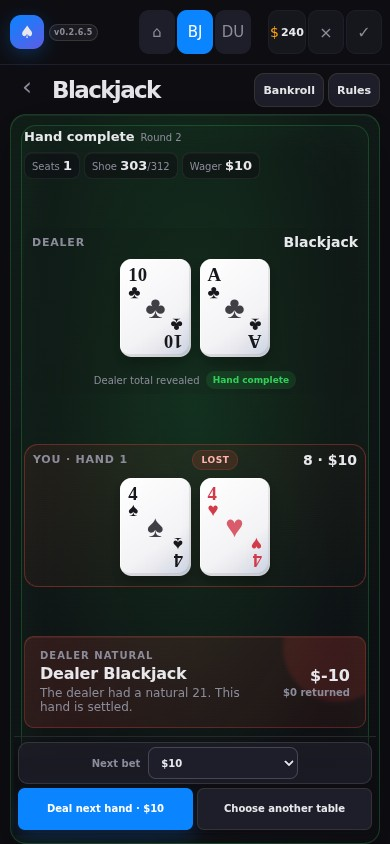 v0.2.6.5
BJ
DU
$ 240
Blackjack
Bankroll
Rules
Hand complete Round 2
Seats 1
Shoe 303/312
Wager $10
DEALER
Blackjack
10
A
10
A
Dealer total revealed
Hand complete
YOU · HAND 1
LOST
8 · $10
4
4
4
4
DEALER NATURAL
Dealer Blackjack
The dealer had a natural 21. This
hand is settled.
$-10
$0 returned
Next bet
$10
Deal next hand · $10
Choose another table